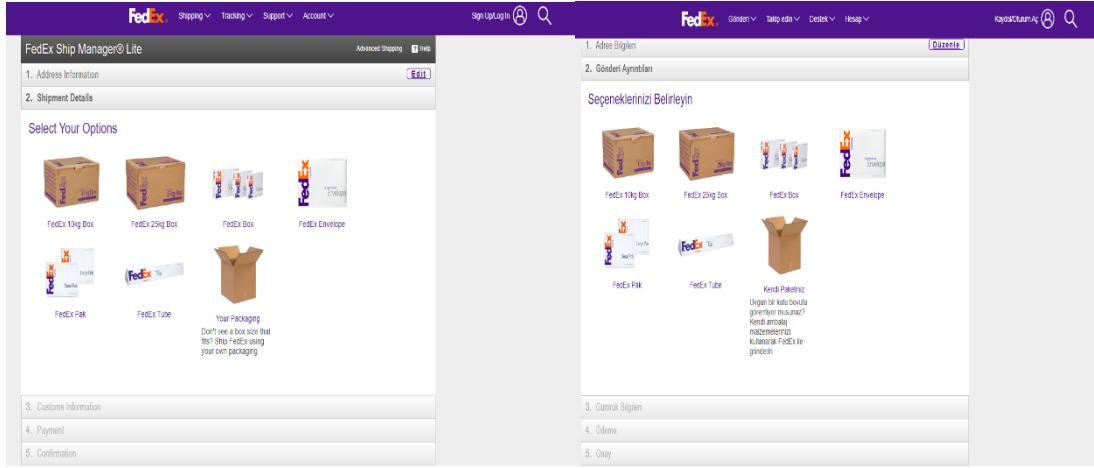 FedEx. Shipping Tracking Support Account Sign Up/Log In
FedEx Ship Manager® Lite Advanced Shipping ? Help
1. Address Information Edit
2. Shipment Details
Select Your Options
FedEx 10kg Box FedEx 25kg Box FedEx Box FedEx Envelope
FedEx Pak FedEx Tube Your Packaging
Don't see a box size that
fits? Ship FedEx using
your own packaging.
3. Customs Information
4. Payment
5. Confirmation
FedEx. Gönderi Takip edin Destek Hesap Kaydol/Oturum Aç
1. Adres Bilgileri Düzenle
2. Gönderi Ayrıntıları
Seçeneklerinizi Belirleyin
FedEx 10kg Box FedEx 25kg Box FedEx Box FedEx Envelope
FedEx Pak FedEx Tube Kendi Paketiniz
Uygun bir kutu boyutu
göremiyor musunuz?
Kendi ambalaj
malzemelerinizi
kullanarak FedEx ile
gönderin
3. Gümrük Bilgileri
4. Ödeme
5. Onay